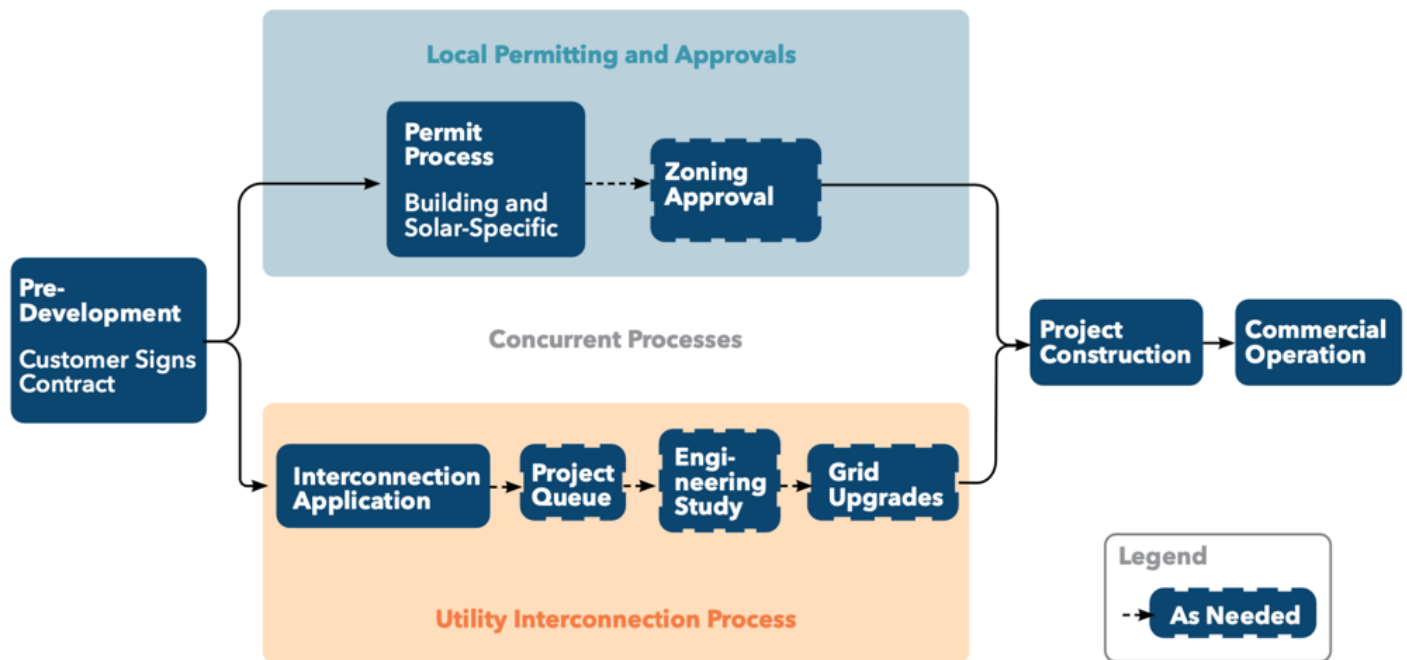 Local Permitting and Approvals
Permit
Process
Building and
Solar-Specific
Zoning
Approval
Pre-
Development
Customer Signs
Contract
Concurrent Processes
Project
Construction
Commercial
Operation
Interconnection
Application
Project
Queue
Engi-
neering
Study
Grid
Upgrades
Utility Interconnection Process
Legend
As Needed